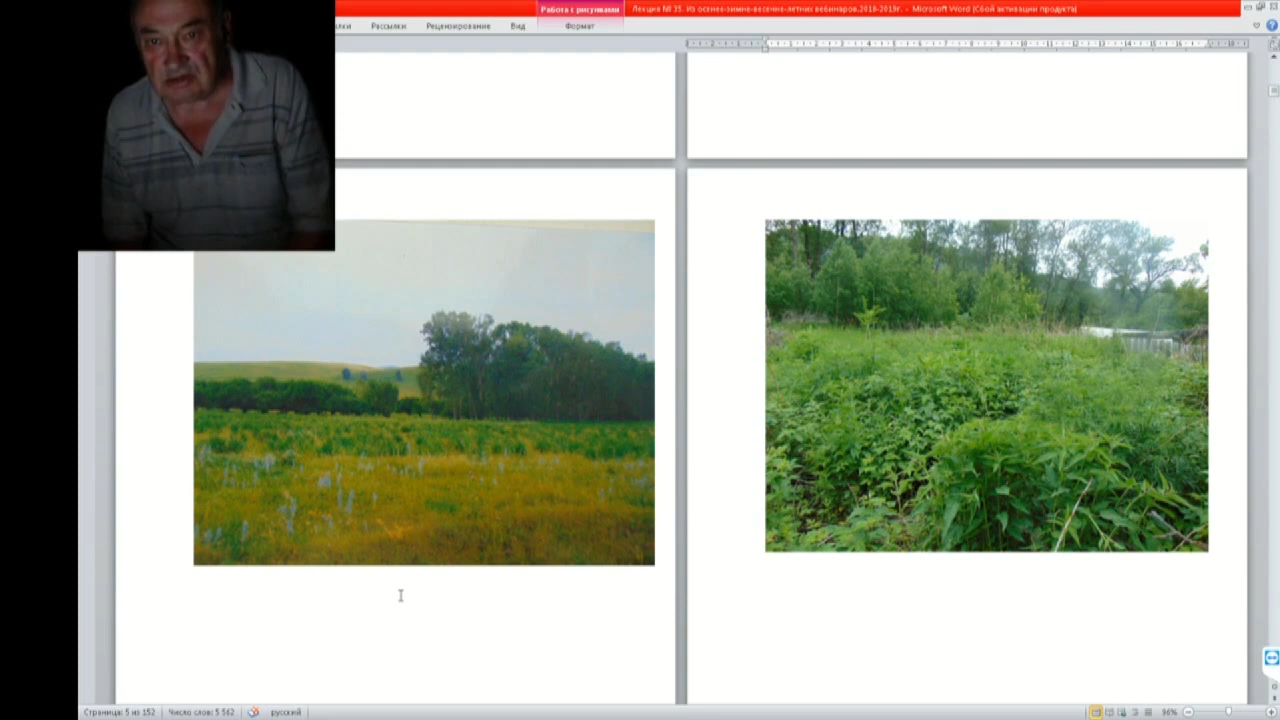 Работа с рисунками
Лекция № 35. Из осенне-зимне-весенне-летних вебинаров.2018-2019г. - Microsoft Word (Сбой активации продукта)
лки Рассылки Рецензирование Вид Формат
Страница: 5 из 152 Число слов: 5 562 русский 96%